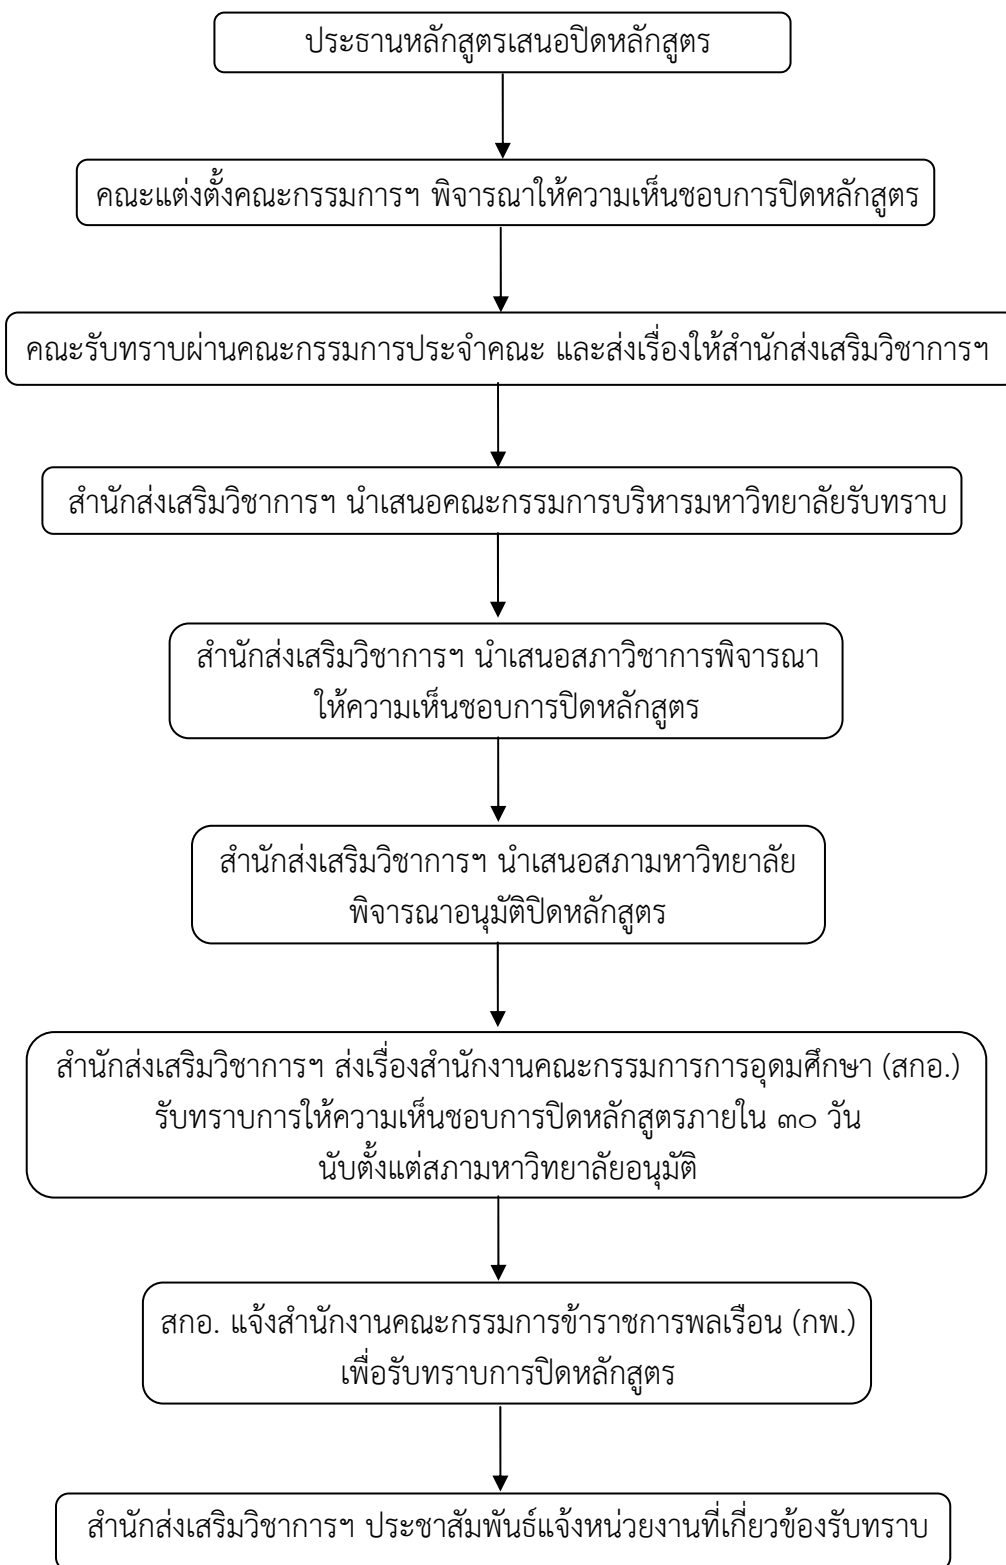 ประธานหลักสูตรเสนอปิดหลักสูตร
คณะแต่งตั้งคณะกรรมการฯ พิจารณาให้ความเห็นชอบการปิดหลักสูตร
คณะรับทราบผ่านคณะกรรมการประจำคณะ และส่งเรื่องให้สำนักส่งเสริมวิชาการฯ
สำนักส่งเสริมวิชาการฯ นำเสนอคณะกรรมการบริหารมหาวิทยาลัยรับทราบ
สำนักส่งเสริมวิชาการฯ นำเสนอสภาวิชาการพิจารณา
ให้ความเห็นชอบการปิดหลักสูตร
สำนักส่งเสริมวิชาการฯ นำเสนอสภามหาวิทยาลัย
พิจารณาอนุมัติปิดหลักสูตร
สำนักส่งเสริมวิชาการฯ ส่งเรื่องสำนักงานคณะกรรมการการอุดมศึกษา (สกอ.)
รับทราบการให้ความเห็นชอบการปิดหลักสูตรภายใน ๓๐ วัน
นับตั้งแต่สภามหาวิทยาลัยอนุมัติ
สกอ. แจ้งสำนักงานคณะกรรมการข้าราชการพลเรือน (กพ.)
เพื่อรับทราบการปิดหลักสูตร
สำนักส่งเสริมวิชาการฯ ประชาสัมพันธ์แจ้งหน่วยงานที่เกี่ยวข้องรับทราบ